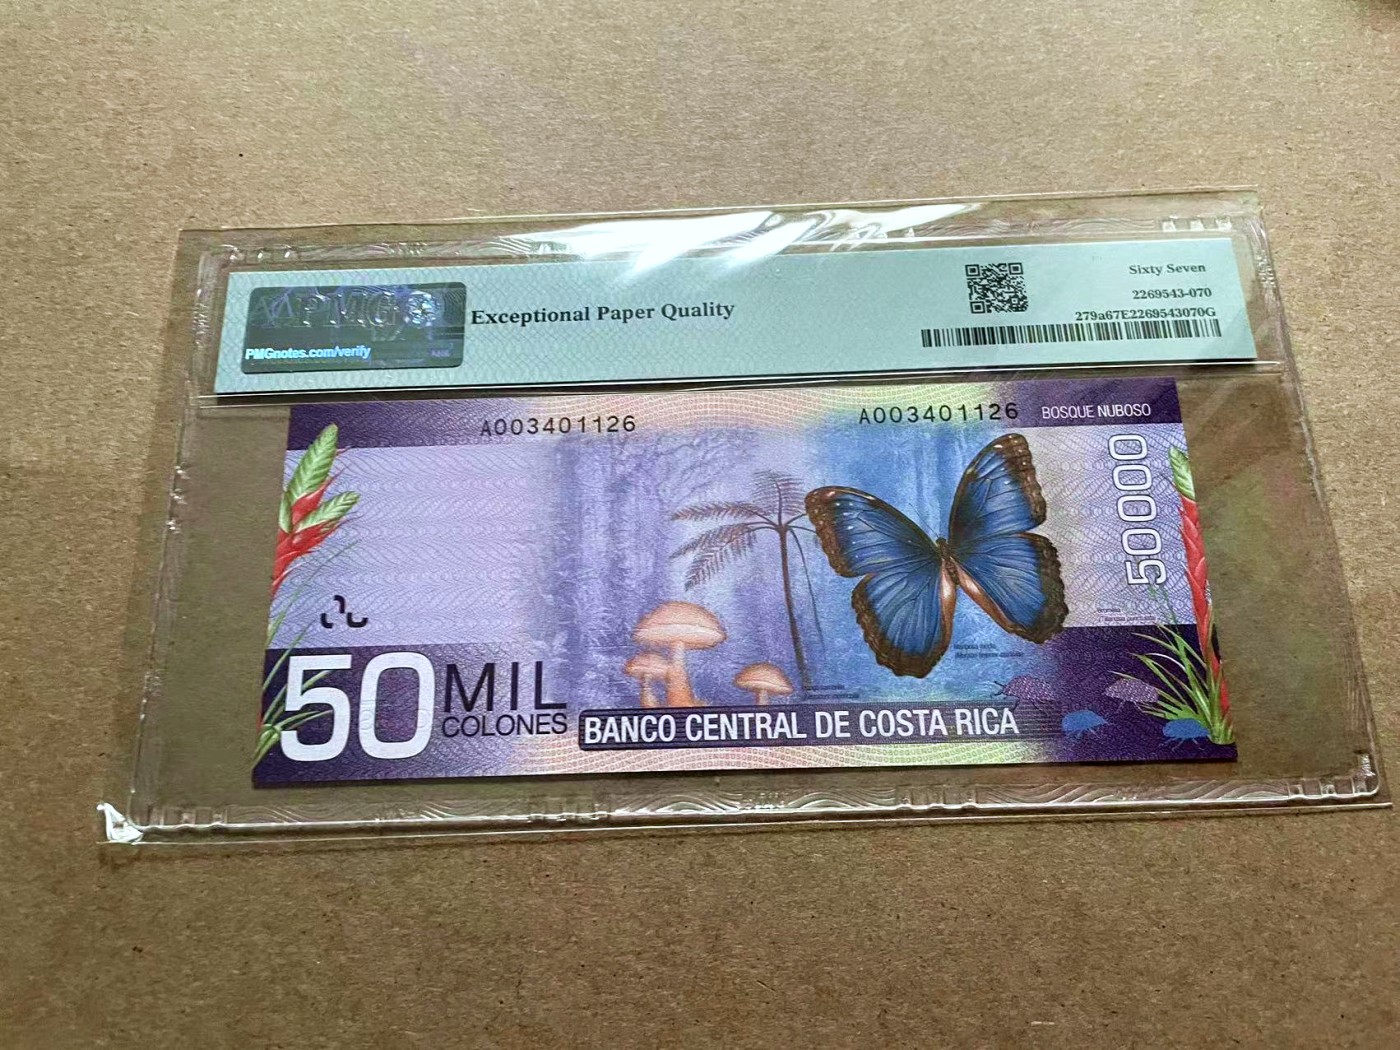 PMG
PMGnotes.com/verify
Exceptional Paper Quality
Sixty Seven
2269543-070
279a67E2269543070G
A003401126
A003401126
BOSQUE NUBOSO
50000
50 MIL
COLONES
BANCO CENTRAL DE COSTA RICA